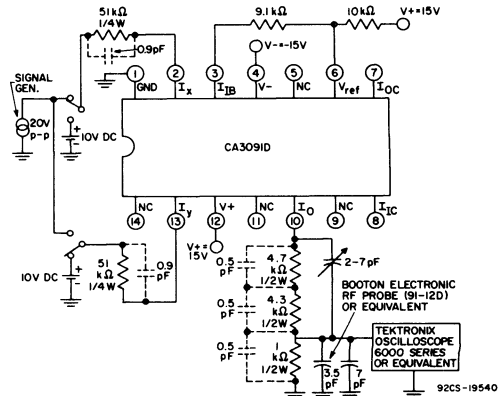 51kΩ
1/4W
0.9pF
9.1kΩ
10kΩ
V+=15V
V-=-15V
1
2
3
4
5
6
7
GND
Ix
IIB
V-
NC
Vref
IOC
SIGNAL
GEN.
20V
p-p
10V DC
+
-
CA3091D
NC
Iy
V+
NC
IO
NC
IIC
14
13
12
11
10
9
8
V+=
15V
10V DC
+
-
51
kΩ
1/4W
0.9
pF
0.5
pF
4.7
kΩ
1/2W
2-7pF
0.5
pF
4.3
kΩ
1/2W
BOOTON ELECTRONIC
RF PROBE (91-12D)
OR EQUIVALENT
0.5
pF
1
kΩ
1/2W
3.5
pF
7
pF
TEKTRONIX
OSCILLOSCOPE
6000 SERIES
OR EQUIVALENT
92CS-19540